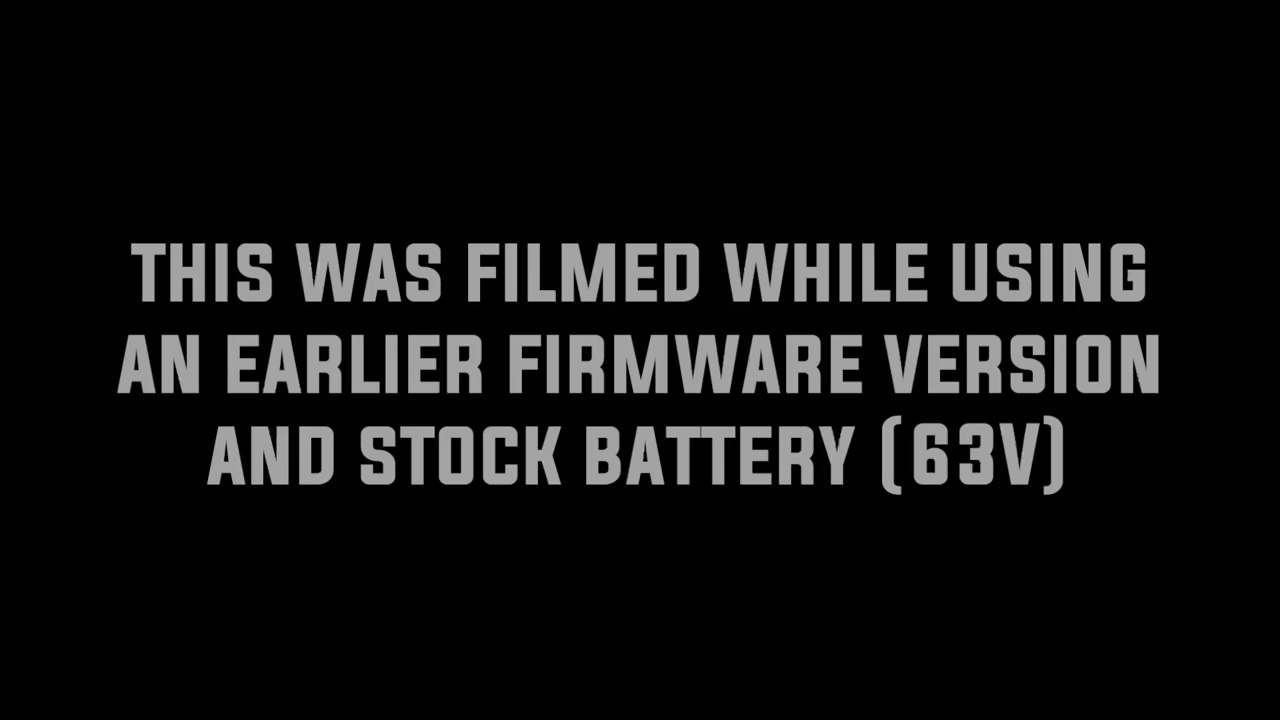 THIS WAS FILMED WHILE USING
AN EARLIER FIRMWARE VERSION
AND STOCK BATTERY (63V)